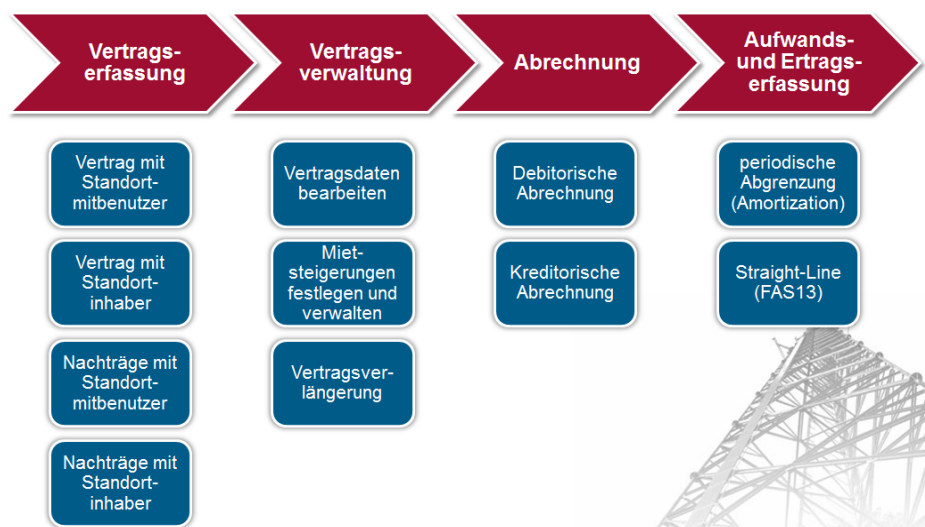 Vertrags-
erfassung
Vertrags-
verwaltung
Abrechnung
Aufwands-
und Ertrags-
erfassung
Vertrag mit
Standort-
mitbenutzer
Vertrag mit
Standort-
inhaber
Nachträge mit
Standort-
mitbenutzer
Nachträge mit
Standort-
inhaber
Vertragsdaten
bearbeiten
Miet-
steigerungen
festlegen und
verwalten
Vertragsver-
längerung
Debitorische
Abrechnung
Kreditorische
Abrechnung
periodische
Abgrenzung
(Amortization)
Straight-Line
(FAS13)